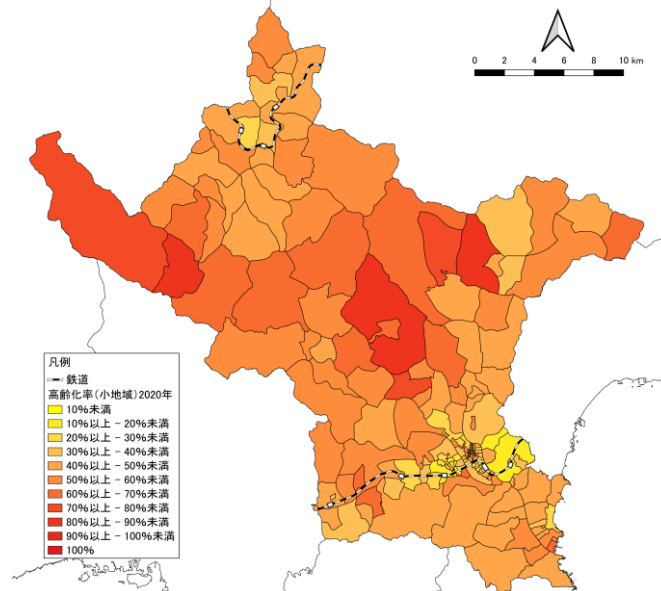 0 2 4 6 8 10 km
凡例
鉄道
高齢化率(小地域)2020年
10%未満
10%以上 - 20%未満
20%以上 - 30%未満
30%以上 - 40%未満
40%以上 - 50%未満
50%以上 - 60%未満
60%以上 - 70%未満
70%以上 - 80%未満
80%以上 - 90%未満
90%以上 - 100%未満
100%